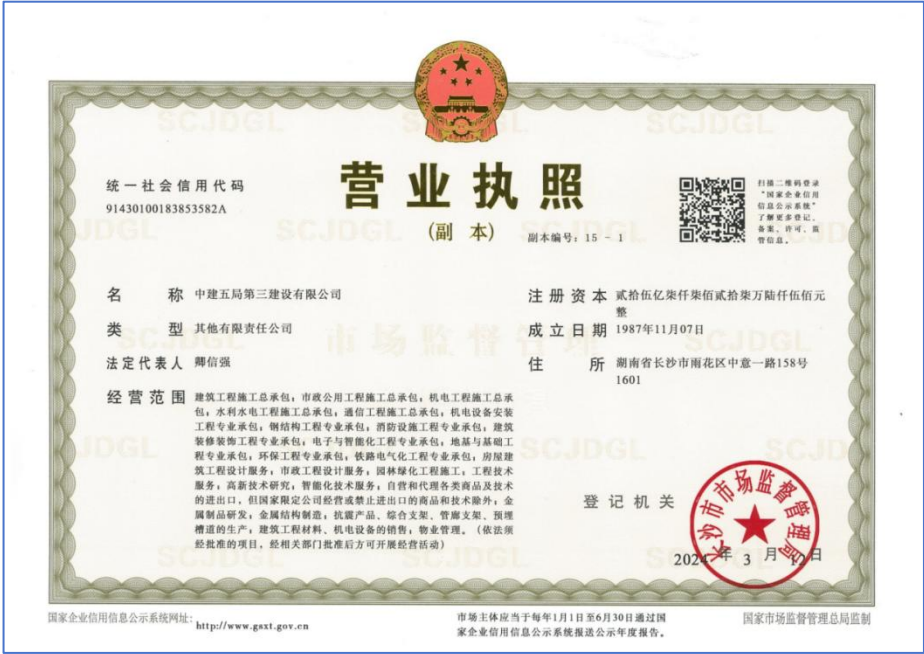 营业执照
(副 本)
统一社会信用代码
91430100183853582A
副本编号：15 - 1
扫描二维码登录
"国家企业信用
信息公示系统"
了解更多登记、
备案、许可、监
管信息。
名 称 中建五局第三建设有限公司
类 型 其他有限责任公司
法定代表人 卿信强
经营范围 建筑工程施工总承包；市政公用工程施工总承包；机电工程施工总承
包；水利水电工程施工总承包；通信工程施工总承包；机电设备安装
工程专业承包；钢结构工程专业承包；消防设施工程专业承包；建筑
装修装饰工程专业承包；电子与智能化工程专业承包；地基与基础工
程专业承包；环保工程专业承包；铁路电气化工程专业承包；房屋建
筑工程设计服务；市政工程设计服务；园林绿化工程施工；工程技术
服务；高新技术研究；智能化技术服务；自营和代理各类商品及技术
的进出口，但国家限定公司经营或禁止进出口的商品和技术除外；金
属制品研发；金属结构制造；抗震产品、综合支架、管廊支架、预埋
槽道的生产；建筑工程材料、机电设备的销售；物业管理。（依法须
经批准的项目，经相关部门批准后方可开展经营活动）
注册资本 贰拾伍亿柒仟柒佰贰拾柒万陆仟伍佰元
整
成立日期 1987年11月07日
住 所 湖南省长沙市雨花区中意一路158号
1601
登记机关
长沙市市场监督管理局
2024 年 3 月 12 日
SCJDGL
市场监督管理
国家企业信用信息公示系统网址：http://www.gsxt.gov.cn
市场主体应当于每年1月1日至6月30日通过国
家企业信用信息公示系统报送公示年度报告。
国家市场监督管理总局监制